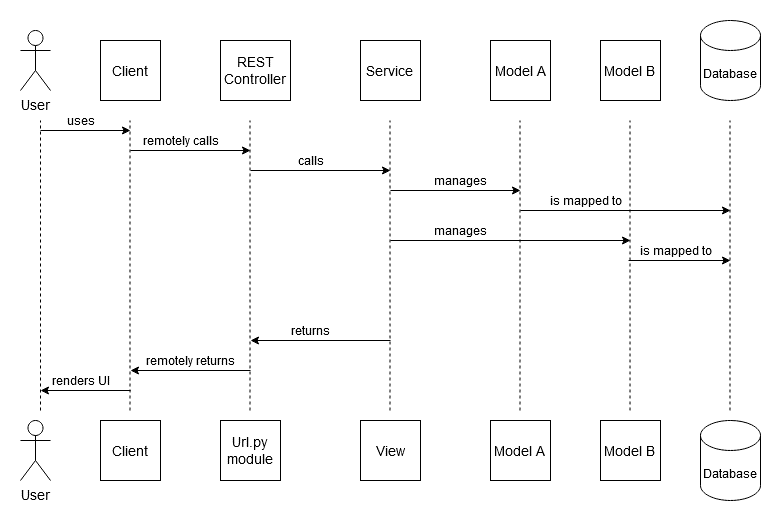 User
Client
REST
Controller
Service
Model A
Model B
Database
uses
remotely calls
calls
manages
is mapped to
manages
is mapped to
returns
remotely returns
renders UI
User
Client
Url.py
module
View
Model A
Model B
Database